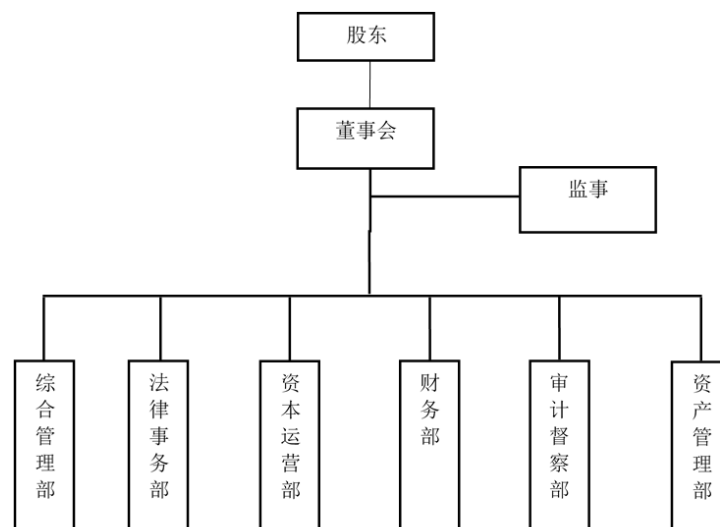 股东
董事会
监事
综合管理部
法律事务部
资本运营部
财务部
审计督察部
资产管理部